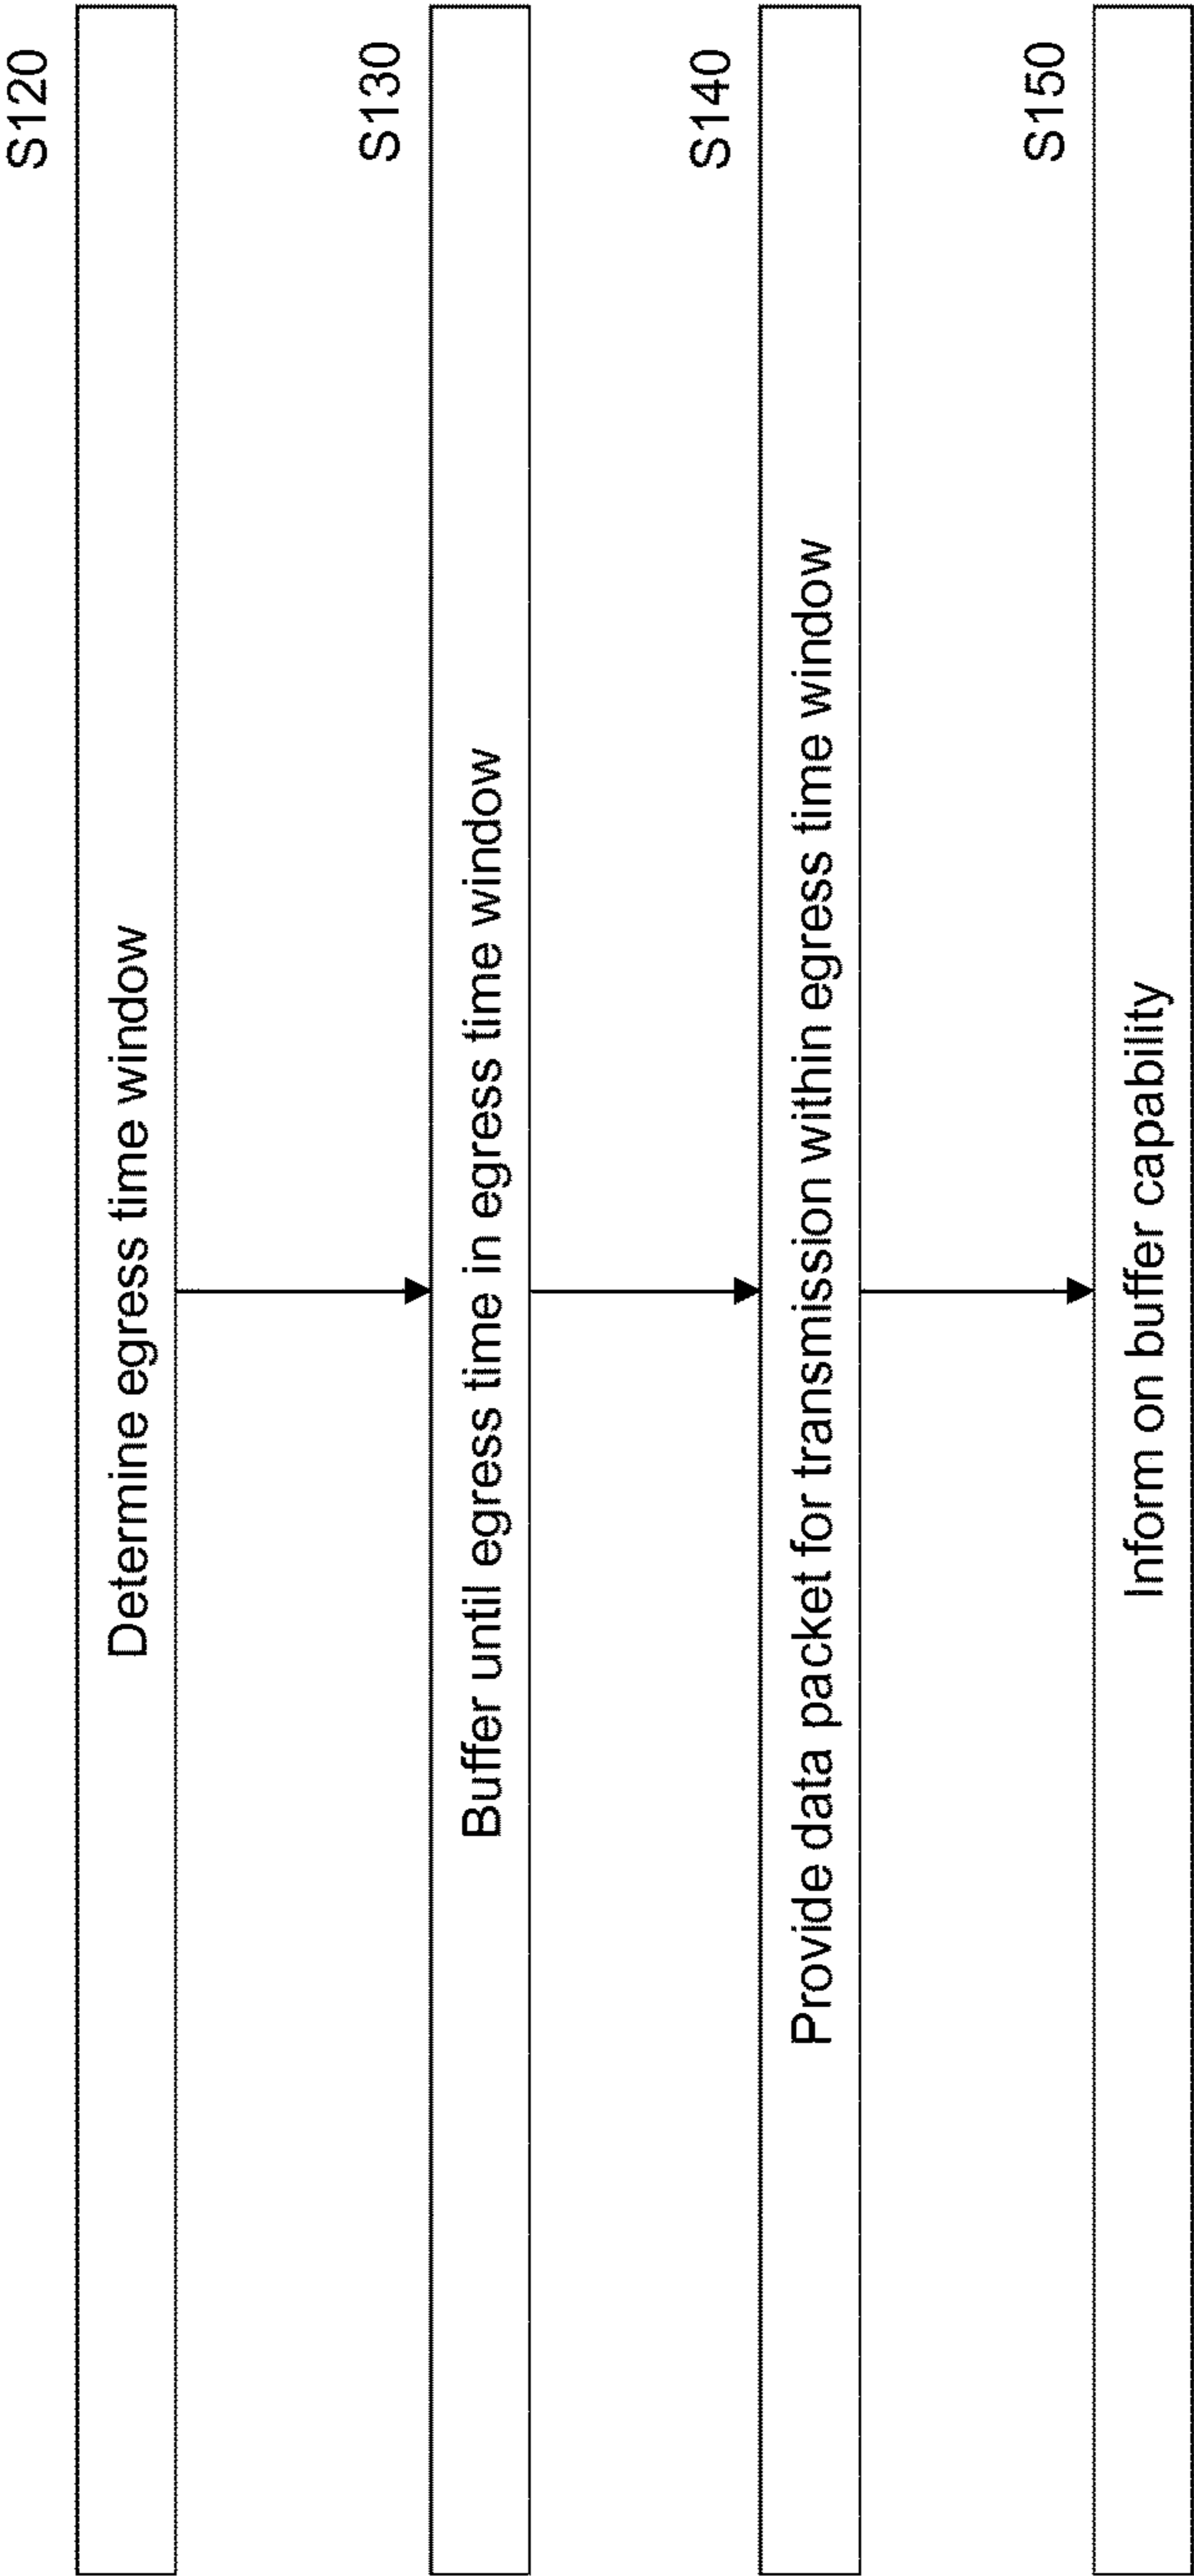 S120
Determine egress time window
S130
Buffer until egress time in egress time window
S140
Provide data packet for transmission within egress time window
S150
Inform on buffer capability